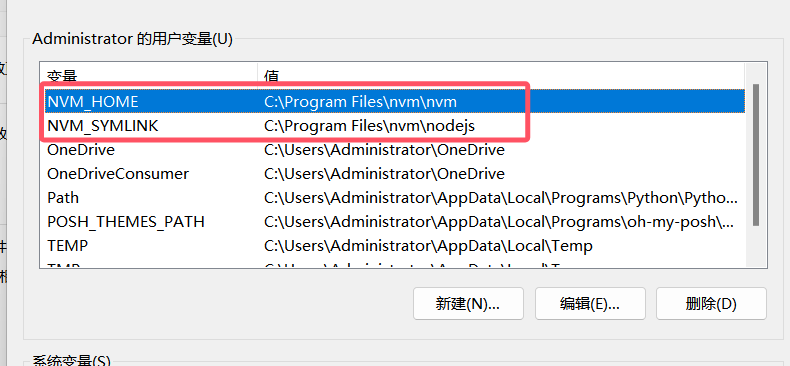 Administrator 的用户变量(U)
变量 值
NVM_HOME C:\Program Files\nvm\nvm
NVM_SYMLINK C:\Program Files\nvm\nodejs
OneDrive C:\Users\Administrator\OneDrive
OneDriveConsumer C:\Users\Administrator\OneDrive
Path C:\Users\Administrator\AppData\Local\Programs\Python\Pytho...
POSH_THEMES_PATH C:\Users\Administrator\AppData\Local\Programs\oh-my-posh\...
TEMP C:\Users\Administrator\AppData\Local\Temp
新建(N)... 编辑(E)... 删除(D)
系统变量(S)